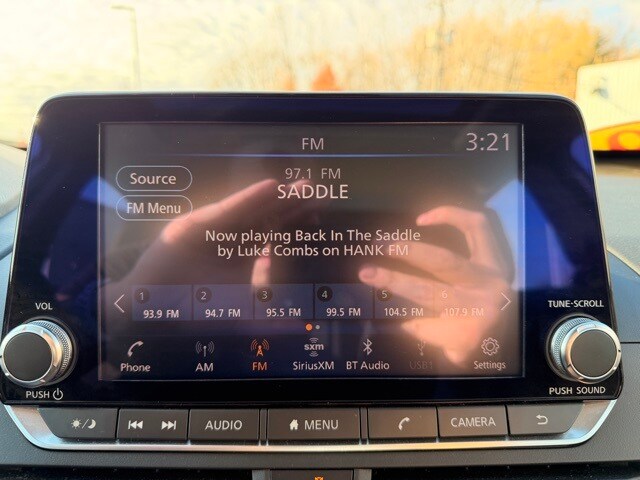 FM
3:21
Source
97.1 FM
SADDLE
FM Menu
Now playing Back In The Saddle
by Luke Combs on HANK FM
1 2 3 4 5 6
93.9 FM 94.7 FM 95.5 FM 99.5 FM 104.5 FM 107.9 FM
VOL
TUNE·SCROLL
sxm
Phone AM FM SiriusXM BT Audio USB1 Settings
PUSH
PUSH SOUND
AUDIO
MENU
CAMERA